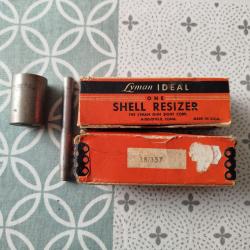 Lyman IDEAL
ONE
SHELL RESIZER
THE LYMAN GUN SIGHT CORP.
MIDDLEFIELD, CONN.
MADE IN U.S.A.
38/357